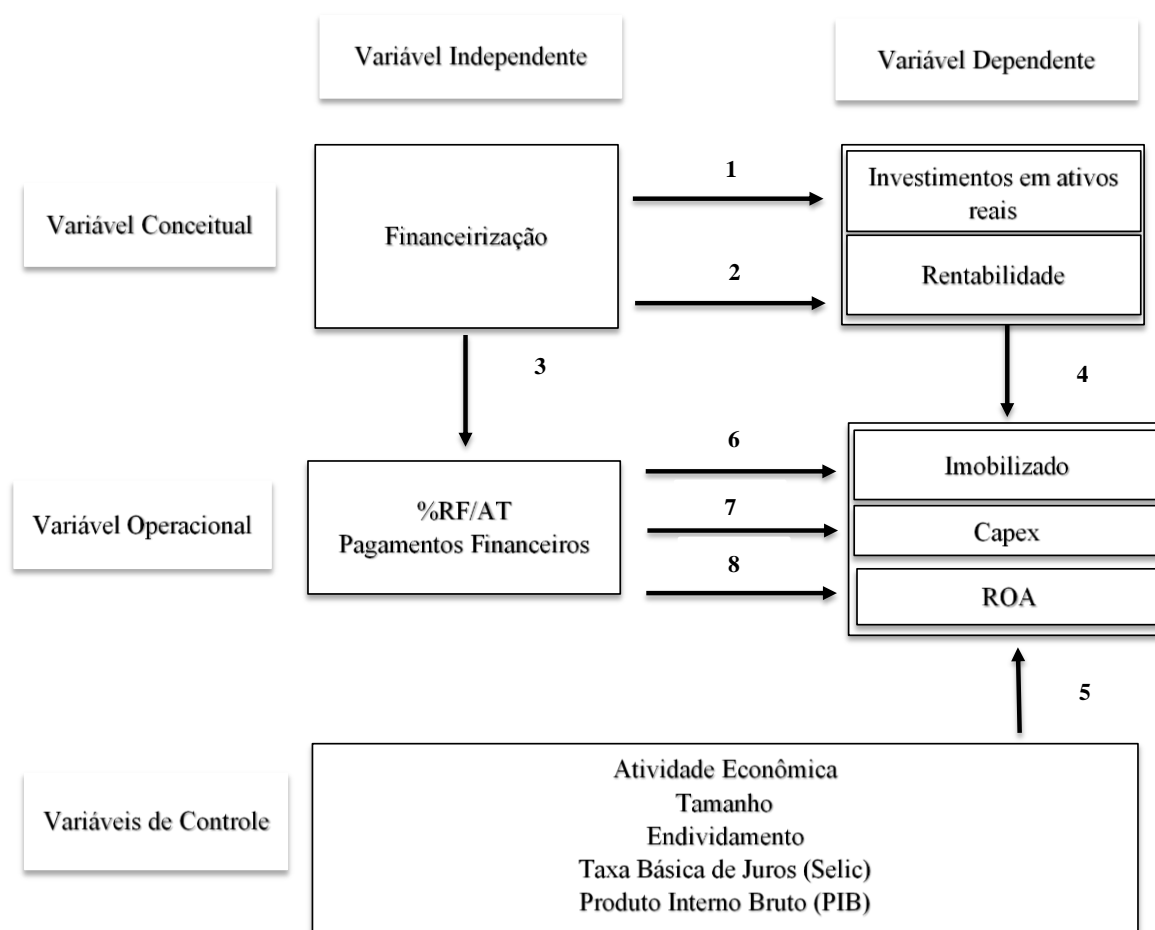 Variável Independente
Variável Dependente
Variável Conceitual
Financeirização
1
2
Investimentos em ativos
reais
Rentabilidade
3
4
Variável Operacional
%RF/AT
Pagamentos Financeiros
6
7
8
Imobilizado
Capex
ROA
5
Variáveis de Controle
Atividade Econômica
Tamanho
Endividamento
Taxa Básica de Juros (Selic)
Produto Interno Bruto (PIB)